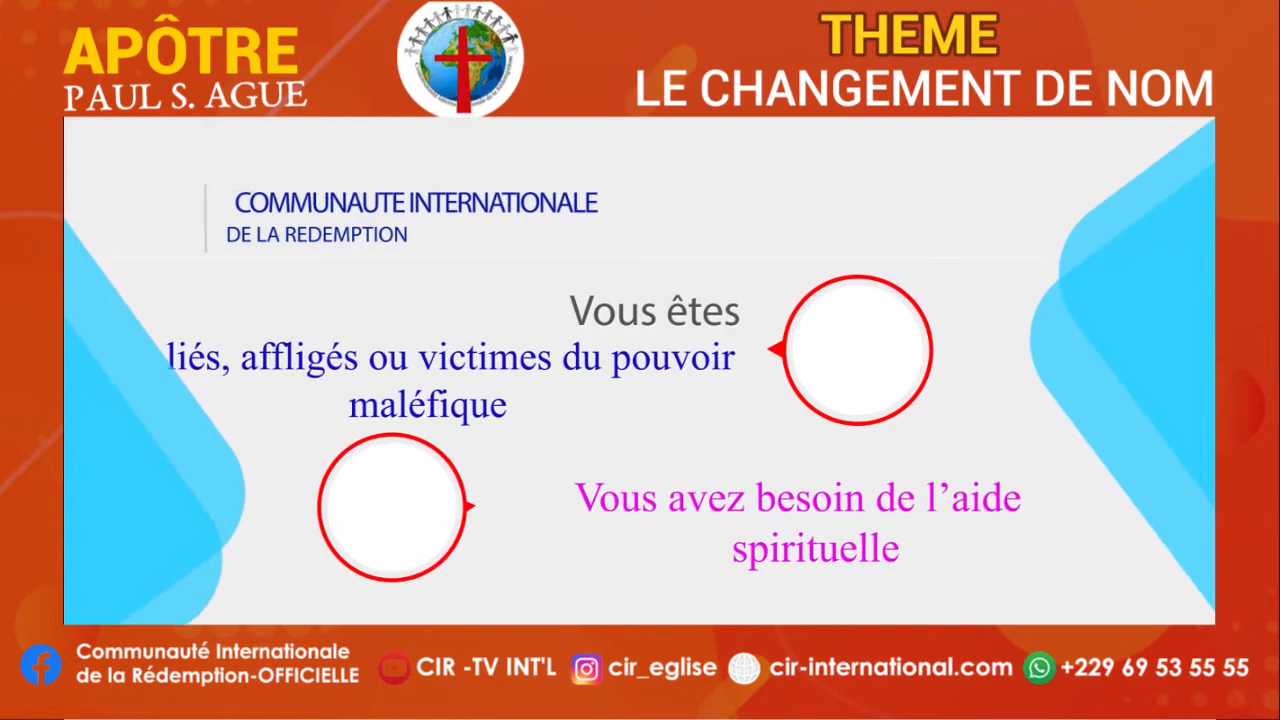 APÔTRE
PAUL S. AGUE
THEME
LE CHANGEMENT DE NOM
COMMUNAUTE INTERNATIONALE
DE LA REDEMPTION
Vous êtes
liés, affligés ou victimes du pouvoir
maléfique
Vous avez besoin de l’aide
spirituelle
Communauté Internationale
de la Rédemption-OFFICIELLE
CIR -TV INT'L
cir_eglise
cir-international.com
+229 69 53 55 55